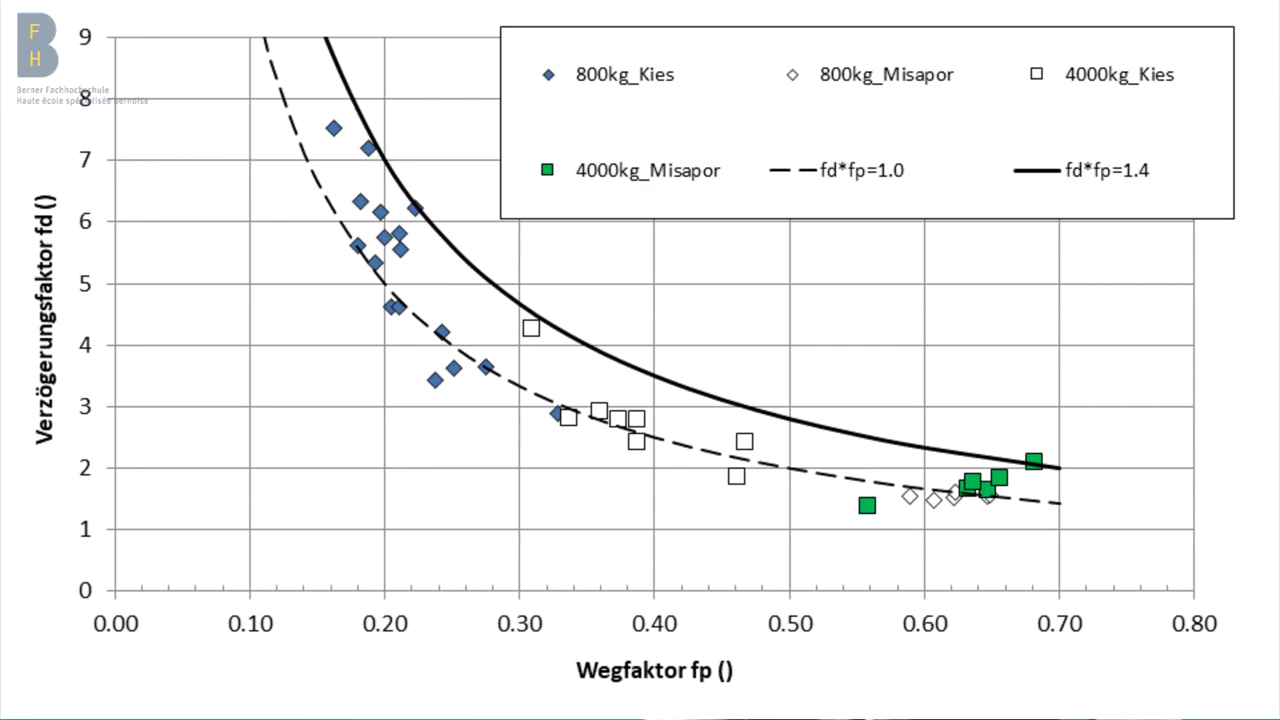 F
H
Berner Fachhochschule
Haute école spécialisée bernoise
9
8
7
6
5
4
3
2
1
0
Verzögerungsfaktor fd ()
800kg_Kies
800kg_Misapor
4000kg_Kies
4000kg_Misapor
fd*fp=1.0
fd*fp=1.4
0.00 0.10 0.20 0.30 0.40 0.50 0.60 0.70 0.80
Wegfaktor fp ()